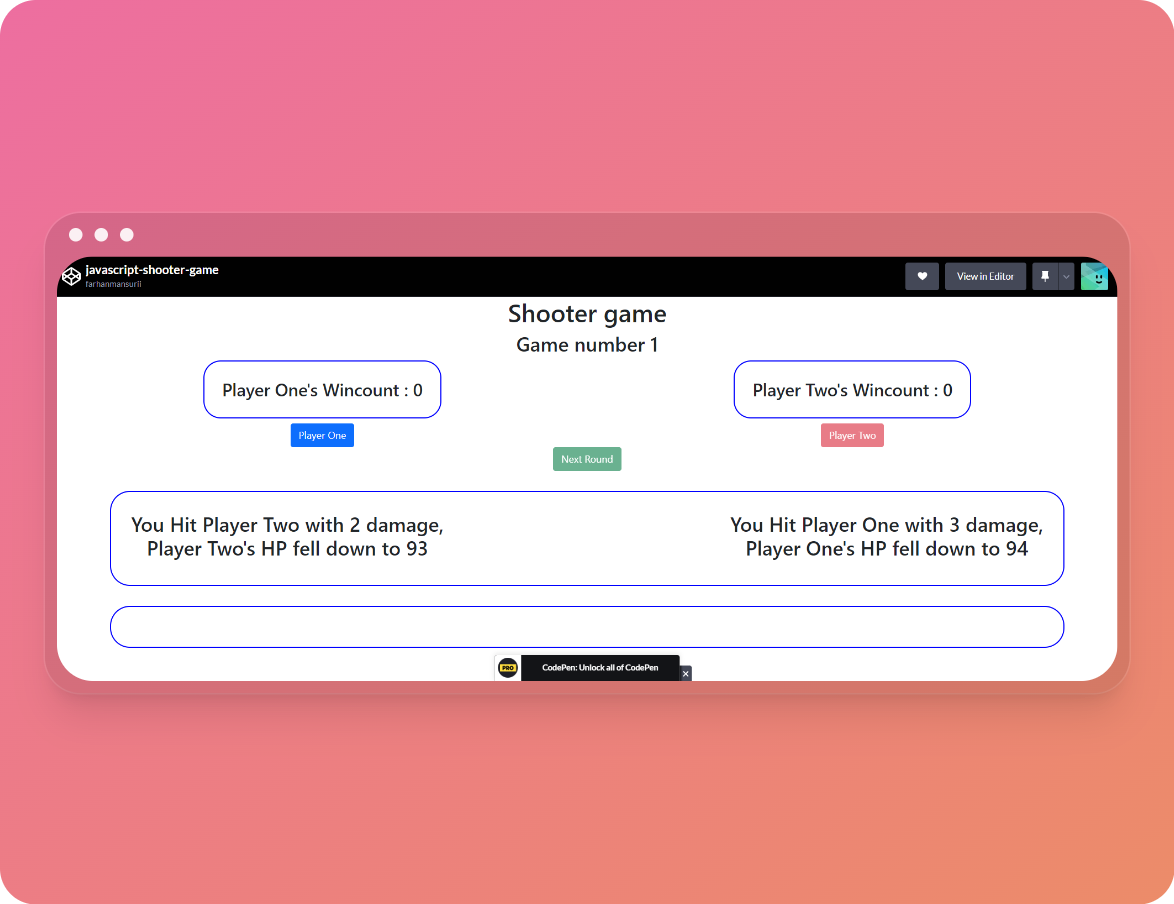 javascript-shooter-game
farhanmansurii
View in Editor
Shooter game
Game number 1
Player One's Wincount : 0
Player Two's Wincount : 0
Player One
Player Two
Next Round
You Hit Player Two with 2 damage,
Player Two's HP fell down to 93
You Hit Player One with 3 damage,
Player One's HP fell down to 94
PRO
CodePen: Unlock all of CodePen